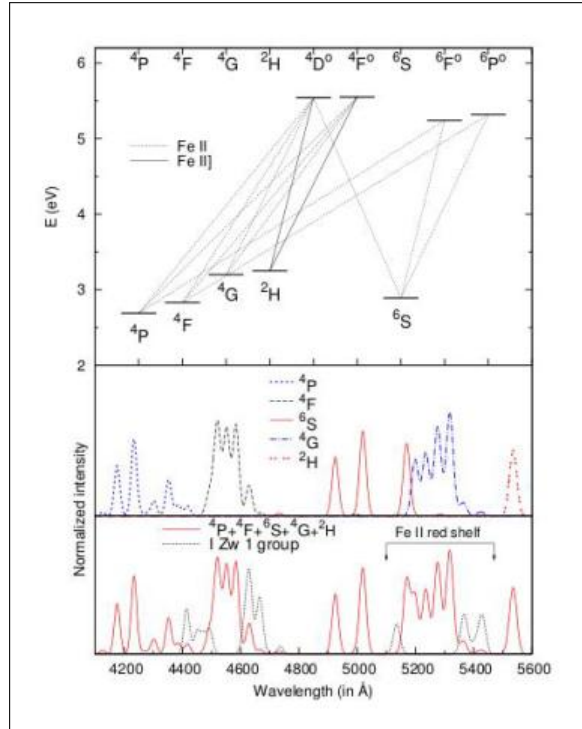 ⁴P ⁴F ⁴G ²H ⁴Dᵒ ⁴Fᵒ ⁶S ⁶Fᵒ ⁶Pᵒ
6
5
4
3
2
E (eV)
Fe II
Fe II]
⁴P ⁴F ⁴G ²H ⁶S
Normalized intensity
⁴P
⁴F
⁶S
⁴G
²H
⁴P+⁴F+⁶S+⁴G+²H
I Zw 1 group
Fe II red shelf
4200 4400 4600 4800 5000 5200 5400 5600
Wavelength (in Å)